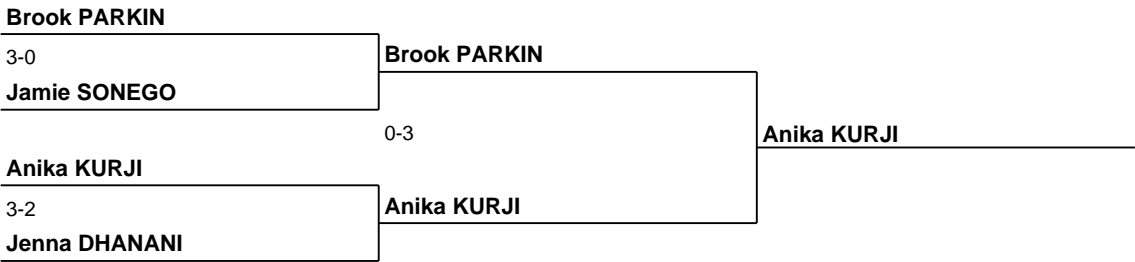 Brook PARKIN
3-0
Brook PARKIN
Jamie SONEGO
0-3
Anika KURJI
Anika KURJI
3-2
Anika KURJI
Jenna DHANANI